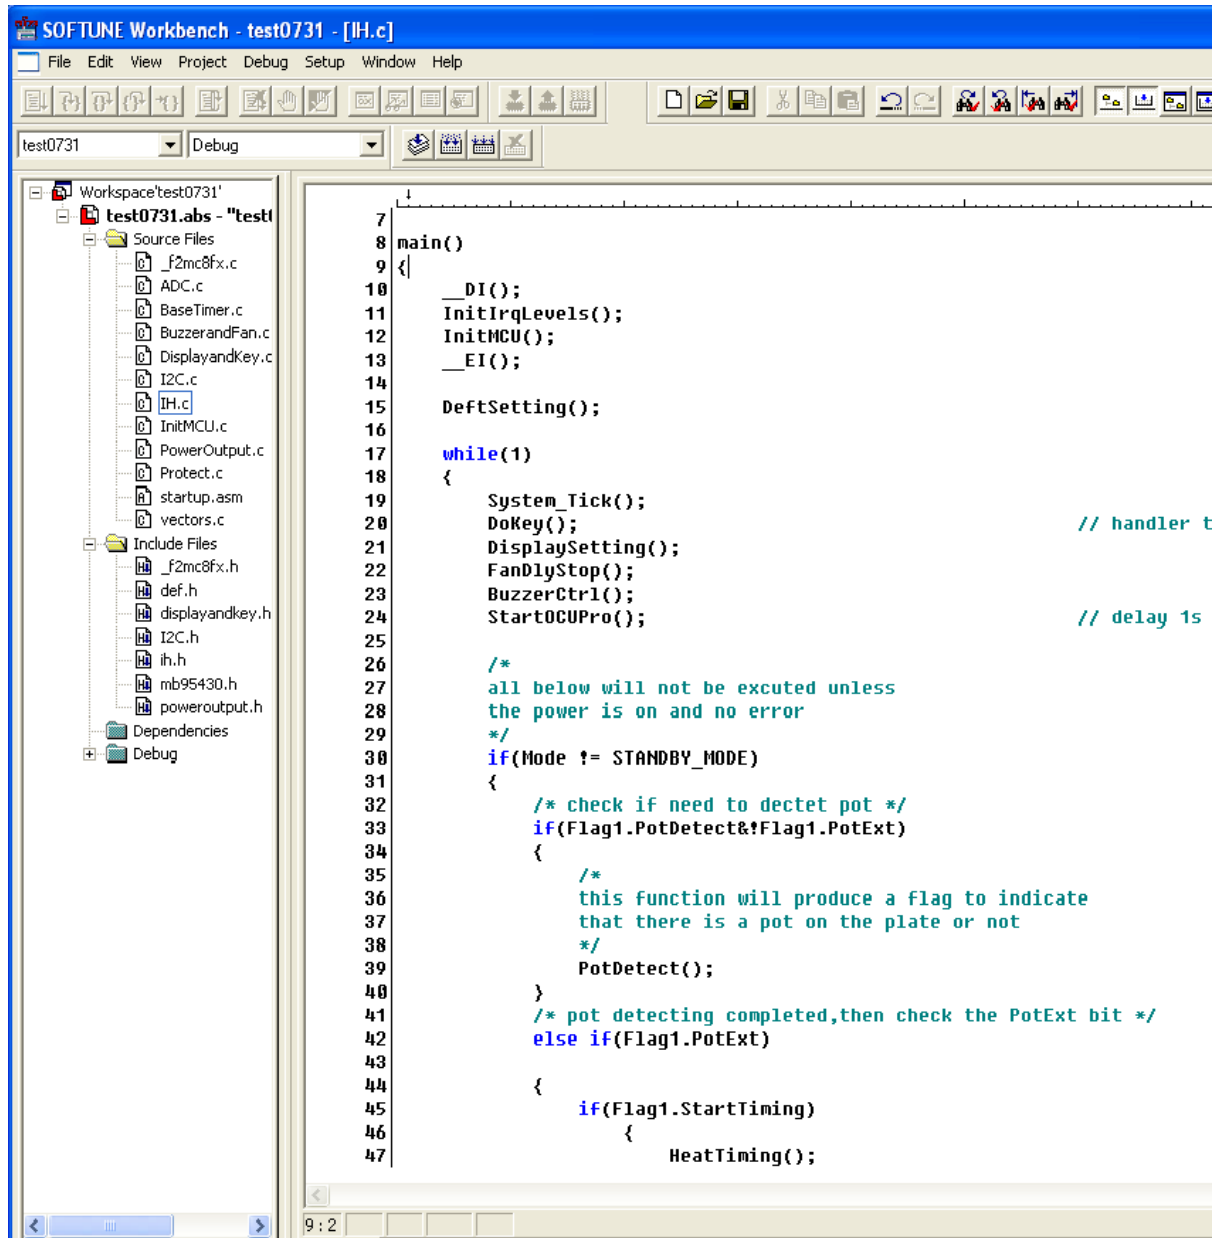 SOFTUNE Workbench - test0731 - [IH.c]
File Edit View Project Debug Setup Window Help
test0731 Debug
Workspace'test0731'
test0731.abs -
Source Files
_f2mc8fx.c
ADC.c
BaseTimer.c
BuzzerandFan.c
DisplayandKey.c
I2C.c
IH.c
InitMCU.c
PowerOutput.c
Protect.c
startup.asm
vectors.c
Include Files
_f2mc8fx.h
def.h
displayandkey.h
I2C.h
ih.h
mb95430.h
poweroutput.h
Dependencies
Debug
7
8 main()
9 {
10 __DI();
11 InitIrqLevels();
12 InitMCU();
13 __EI();
14
15 DeftSetting();
16
17 while(1)
18 {
19 System_Tick();
20 DoKey(); // handler t
21 DisplaySetting();
22 FanDlyStop();
23 BuzzerCtrl();
24 StartOCUPro(); // delay 1s
25
26 /*
27 all below will not be excuted unless
28 the power is on and no error
29 */
30 if(Mode != STANDBY_MODE)
31 {
32 /* check if need to dectet pot */
33 if(Flag1.PotDetect&!Flag1.PotExt)
34 {
35 /*
36 this function will produce a flag to indicate
37 that there is a pot on the plate or not
38 */
39 PotDetect();
40 }
41 /* pot detecting completed,then check the PotExt bit */
42 else if(Flag1.PotExt)
43
44 {
45 if(Flag1.StartTiming)
46 {
47 HeatTiming();
9:2